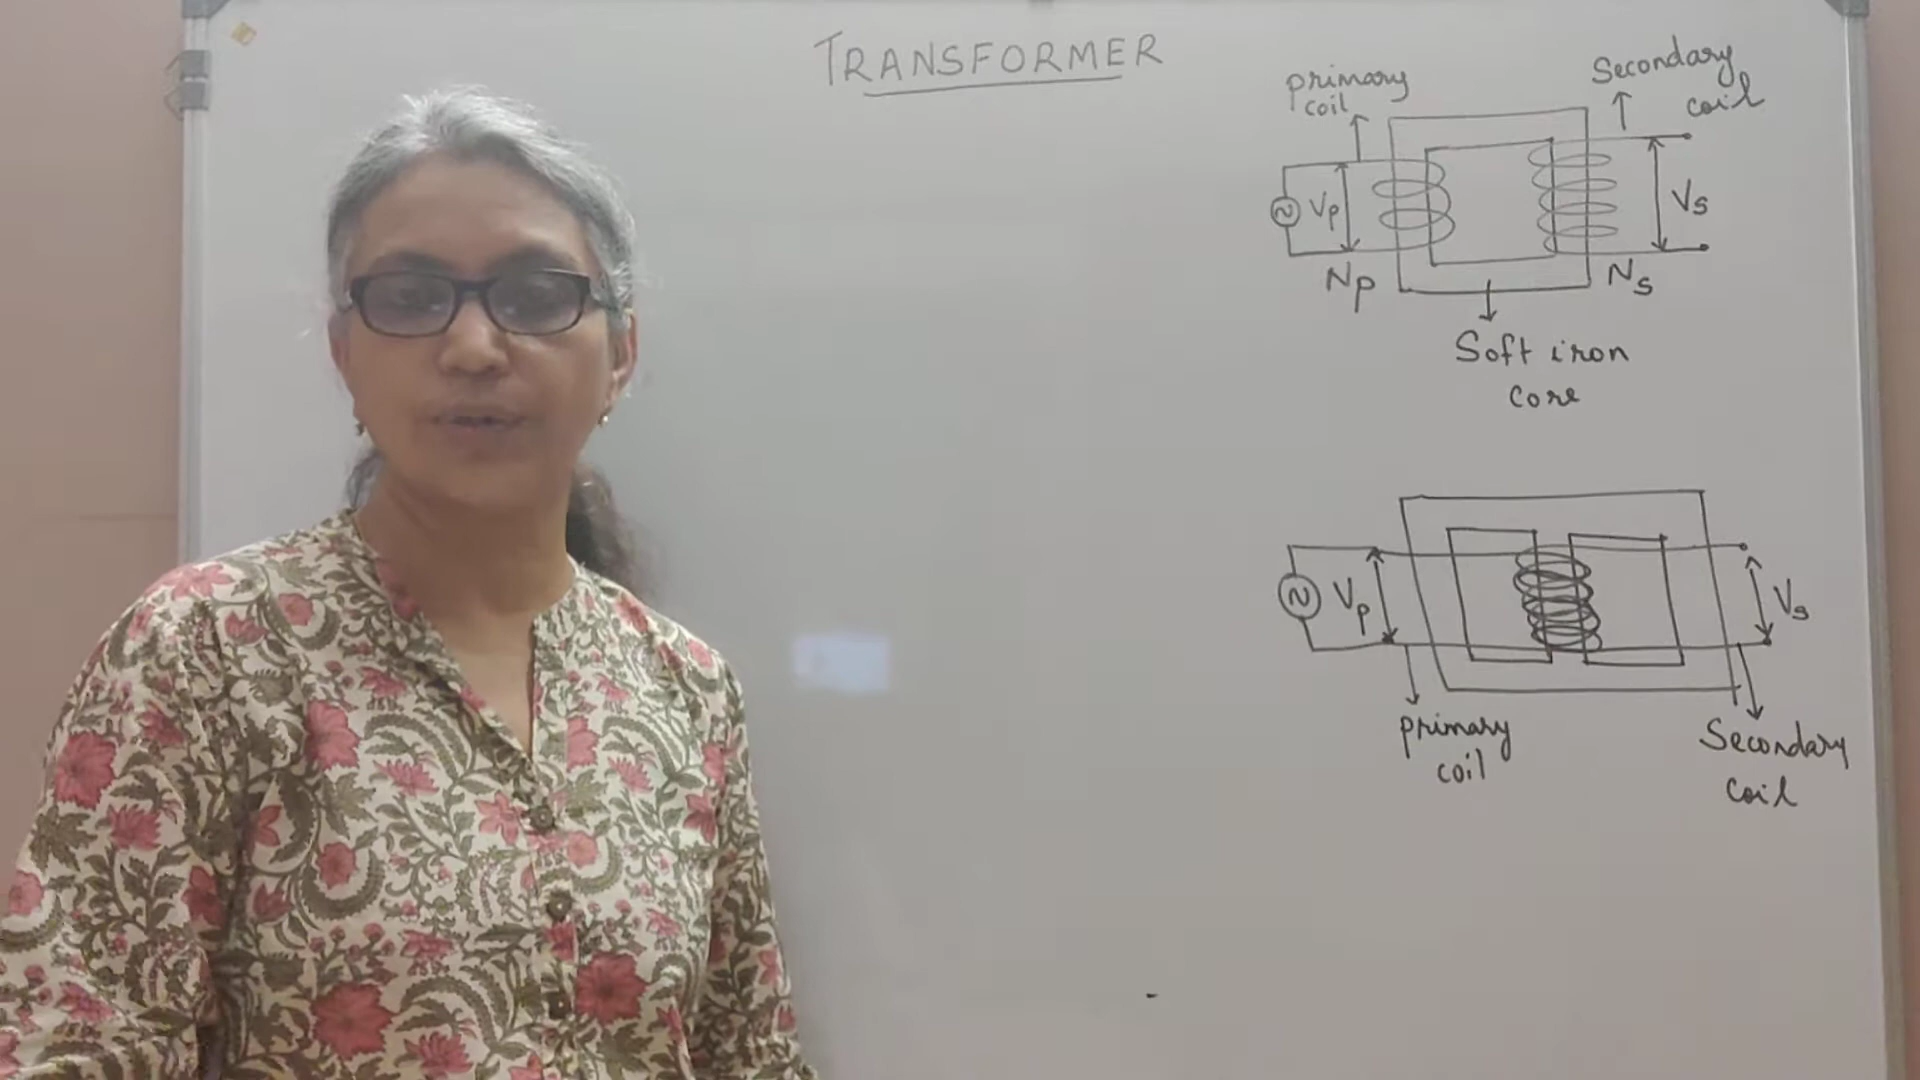 TRANSFORMER
primary
coil
Secondary
coil
Vp
Vs
Np
Ns
Soft iron
core
Vp
Vs
primary
coil
Secondary
coil